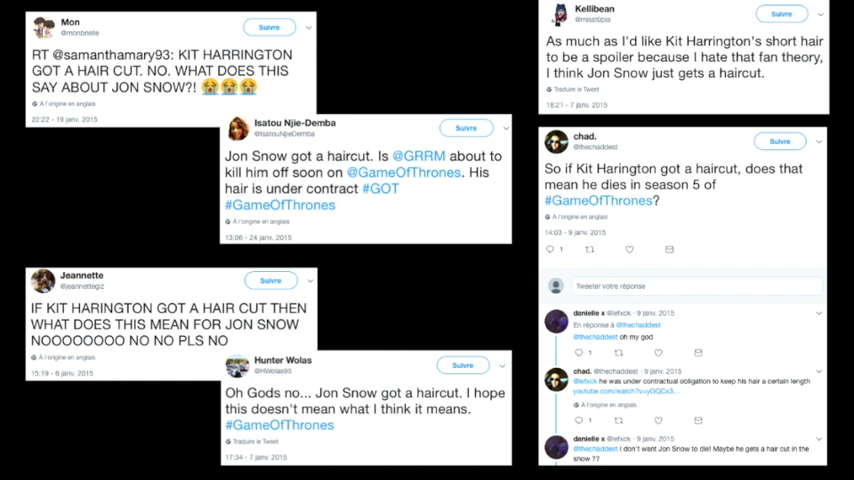 Mon
@monbrielle
Suivre
RT @samanthamary93: KIT HARRINGTON
GOT A HAIR CUT. NO. WHAT DOES THIS
SAY ABOUT JON SNOW?! 😭😭😭
À l'origine en anglais
22:22 - 19 janv. 2015
Isatou Njie-Demba
@IsatouNjieDemba
Suivre
Jon Snow got a haircut. Is @GRRM about to
kill him off soon on @GameOfThrones. His
hair is under contract #GOT
#GameOfThrones
À l'origine en anglais
13:06 - 24 janv. 2015
Jeannette
@jeannettegiz
Suivre
IF KIT HARINGTON GOT A HAIR CUT THEN
WHAT DOES THIS MEAN FOR JON SNOW
NOOOOOOOO NO NO PLS NO
À l'origine en anglais
15:19 - 6 janv. 2015
Hunter Wolas
@HWolas95
Suivre
Oh Gods no... Jon Snow got a haircut. I hope
this doesn't mean what I think it means.
#GameOfThrones
Traduire le Tweet
17:34 - 7 janv. 2015
Kellibean
@misst0pia
Suivre
As much as I'd like Kit Harrington's short hair
to be a spoiler because I hate that fan theory,
I think Jon Snow just gets a haircut.
Traduire le Tweet
18:21 - 7 janv. 2015
chad.
@thechaddest
Suivre
So if Kit Harington got a haircut, does that
mean he dies in season 5 of
#GameOfThrones?
À l'origine en anglais
14:03 - 9 janv. 2015
1
Tweeter votre réponse
danielle x @lefxck · 9 janv. 2015
En réponse à @thechaddest
@thechaddest oh my god
1
chad. @thechaddest · 9 janv. 2015
@lefxck he was under contractual obligation to keep his hair a certain length
À l'origine en anglais
1
danielle x @lefxck · 9 janv. 2015
@thechaddest I don't want Jon Snow to die! Maybe he gets a hair cut in the
show ??